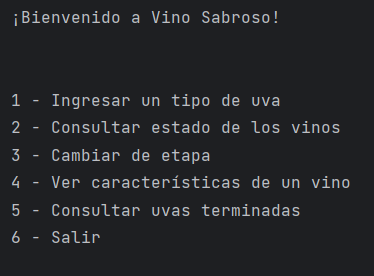 ¡Bienvenido a Vino Sabroso!
1 - Ingresar un tipo de uva
2 - Consultar estado de los vinos
3 - Cambiar de etapa
4 - Ver características de un vino
5 - Consultar uvas terminadas
6 - Salir